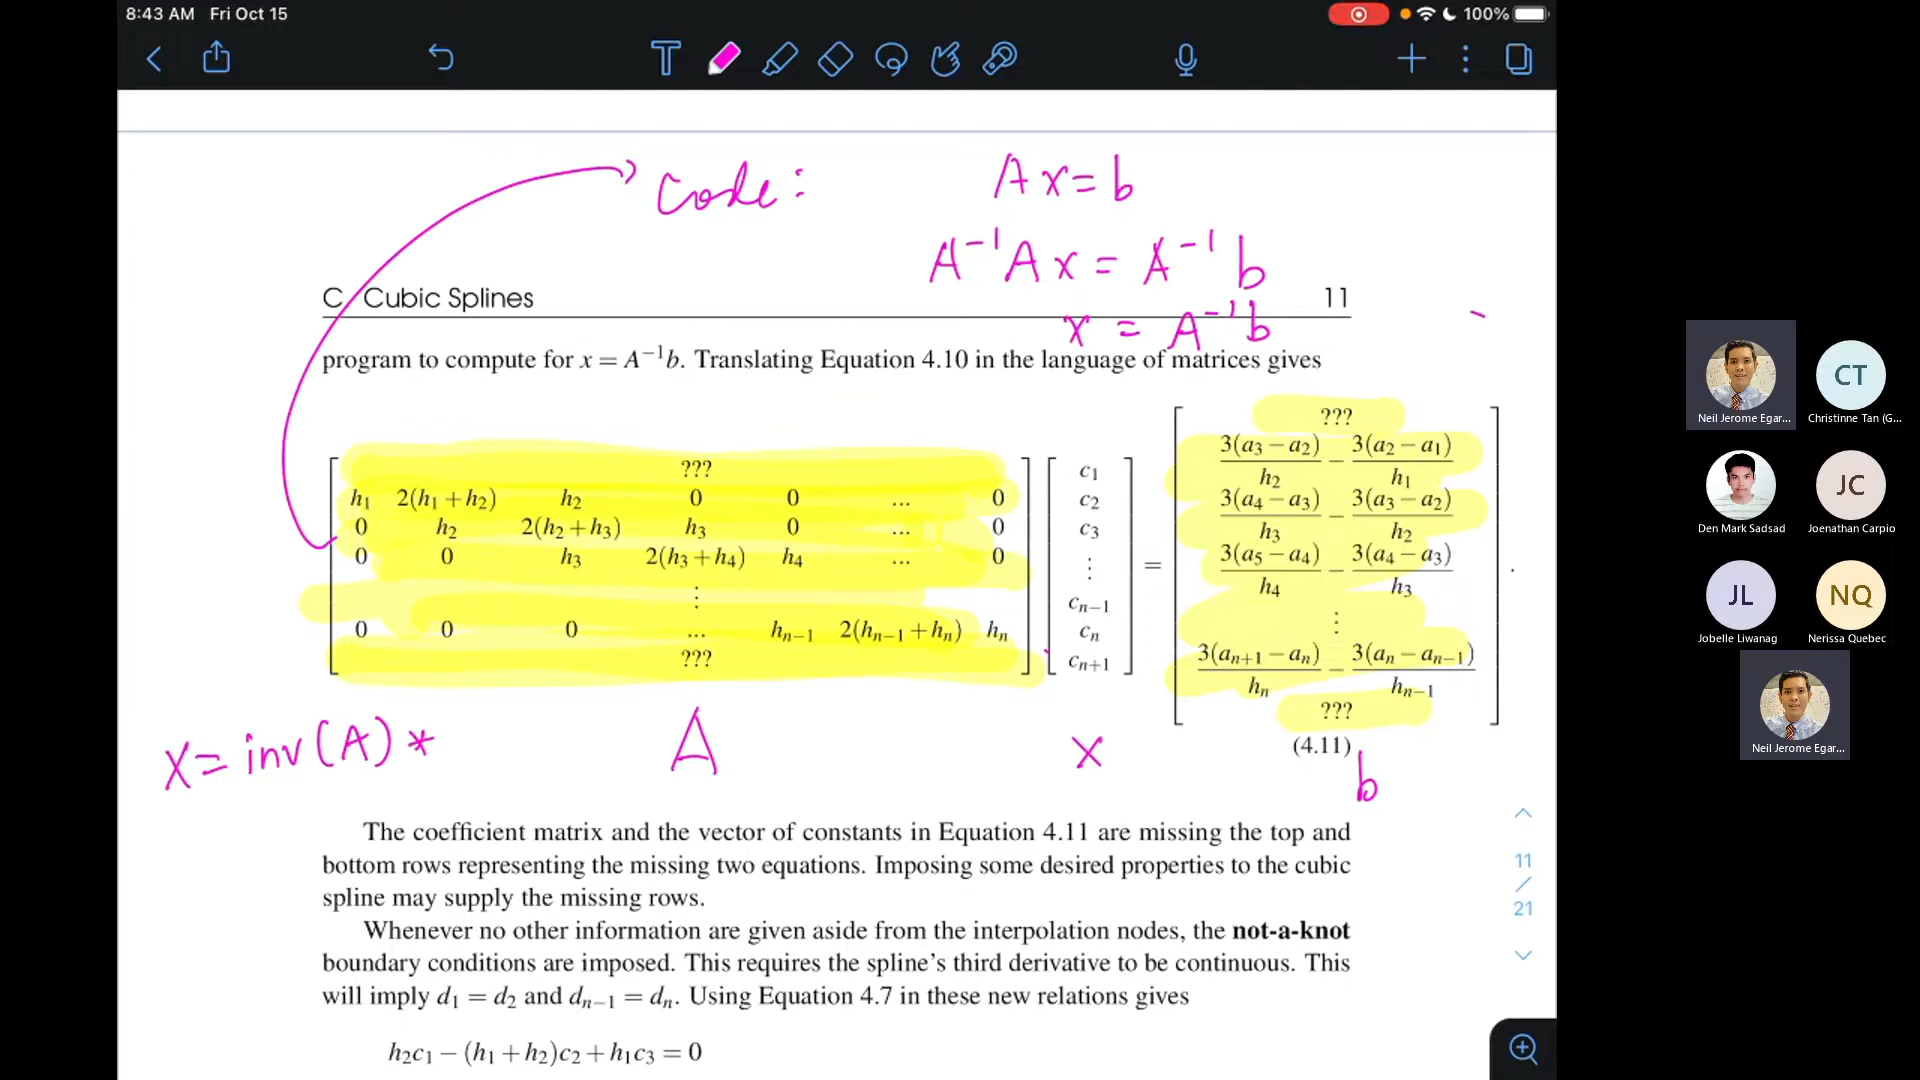 8:43 AM Fri Oct 15
100%
Code:
Ax=b
A⁻¹Ax = A⁻¹b
x = A⁻¹b
C Cubic Splines 11
program to compute for x = A⁻¹b. Translating Equation 4.10 in the language of matrices gives
???
h₁ 2(h₁+h₂) h₂ 0 0 ... 0
0 h₂ 2(h₂+h₃) h₃ 0 ... 0
0 0 h₃ 2(h₃+h₄) h₄ ... 0
⋮
0 0 0 ... hₙ₋₁ 2(hₙ₋₁+hₙ) hₙ
???
c₁
c₂
c₃
⋮
cₙ₋₁
cₙ
cₙ₊₁
=
???
3(a₃−a₂)/h₂ − 3(a₂−a₁)/h₁
3(a₄−a₃)/h₃ − 3(a₃−a₂)/h₂
3(a₅−a₄)/h₄ − 3(a₄−a₃)/h₃
⋮
3(aₙ₊₁−aₙ)/hₙ − 3(aₙ−aₙ₋₁)/hₙ₋₁
???
.
(4.11)
X = inv(A) *
A
x
b
The coefficient matrix and the vector of constants in Equation 4.11 are missing the top and
bottom rows representing the missing two equations. Imposing some desired properties to the cubic
spline may supply the missing rows.
Whenever no other information are given aside from the interpolation nodes, the not-a-knot
boundary conditions are imposed. This requires the spline's third derivative to be continuous. This
will imply d₁ = d₂ and dₙ₋₁ = dₙ. Using Equation 4.7 in these new relations gives
h₂c₁ − (h₁+h₂)c₂ + h₁c₃ = 0
11
/
21
Neil Jerome Egar...
CT
Christinne Tan (G...
Den Mark Sadsad
JC
Joenathan Carpio
JL
Jobelle Liwanag
NQ
Nerissa Quebec
Neil Jerome Egar...